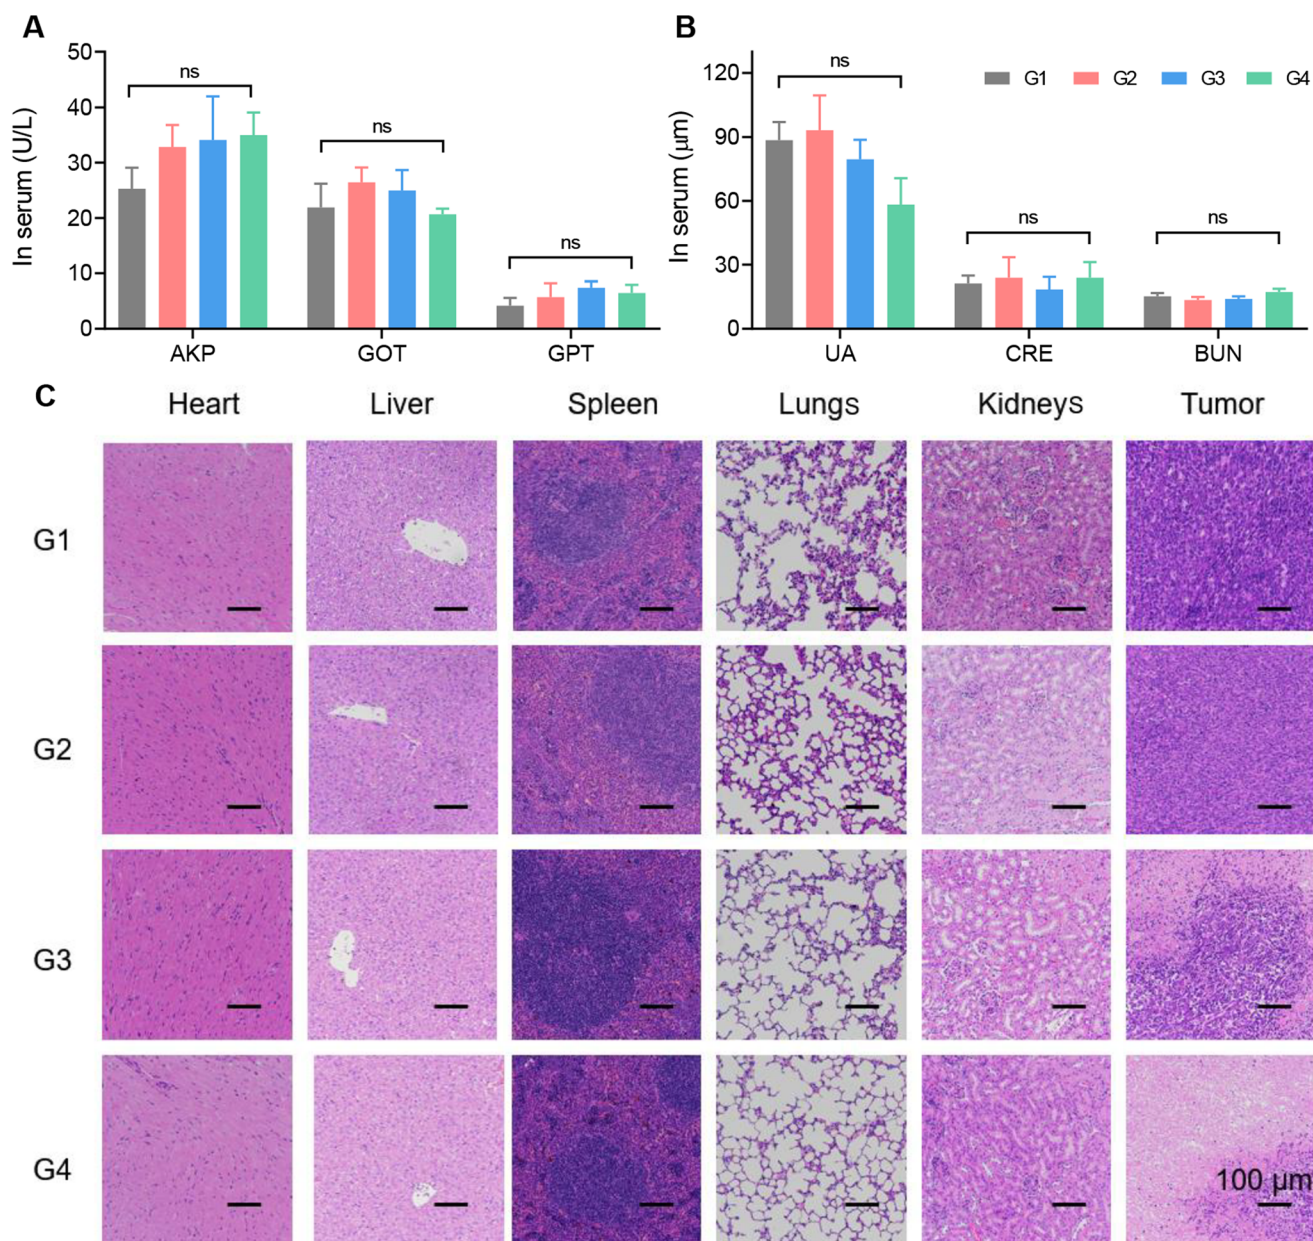 A
In serum (U/L)
50
40
30
20
10
0
ns
ns
ns
AKP GOT GPT
B
In serum (μm)
120
90
60
30
0
ns
ns
ns
G1 G2 G3 G4
UA CRE BUN
C
Heart Liver Spleen Lungs Kidneys Tumor
G1
G2
G3
G4
100 μm